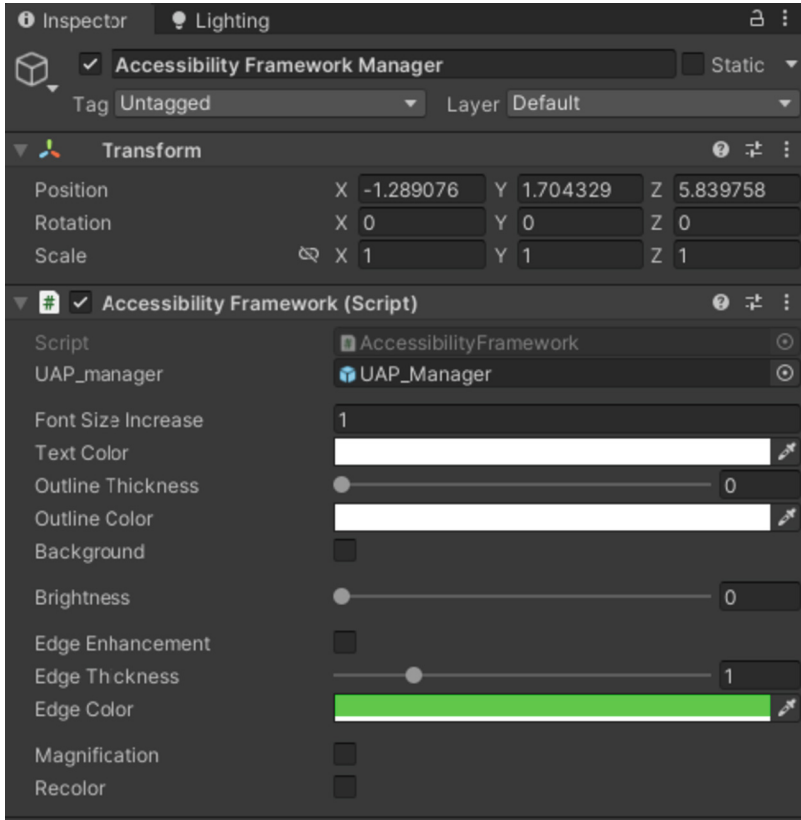 Inspector Lighting
Accessibility Framework Manager Static
Tag Untagged Layer Default
Transform
Position X -1.289076 Y 1.704329 Z 5.839758
Rotation X 0 Y 0 Z 0
Scale X 1 Y 1 Z 1
# Accessibility Framework (Script)
Script # AccessibilityFramework
UAP_manager UAP_Manager
Font Size Increase 1
Text Color
Outline Thickness 0
Outline Color
Background
Brightness 0
Edge Enhancement
Edge Thickness 1
Edge Color
Magnification
Recolor